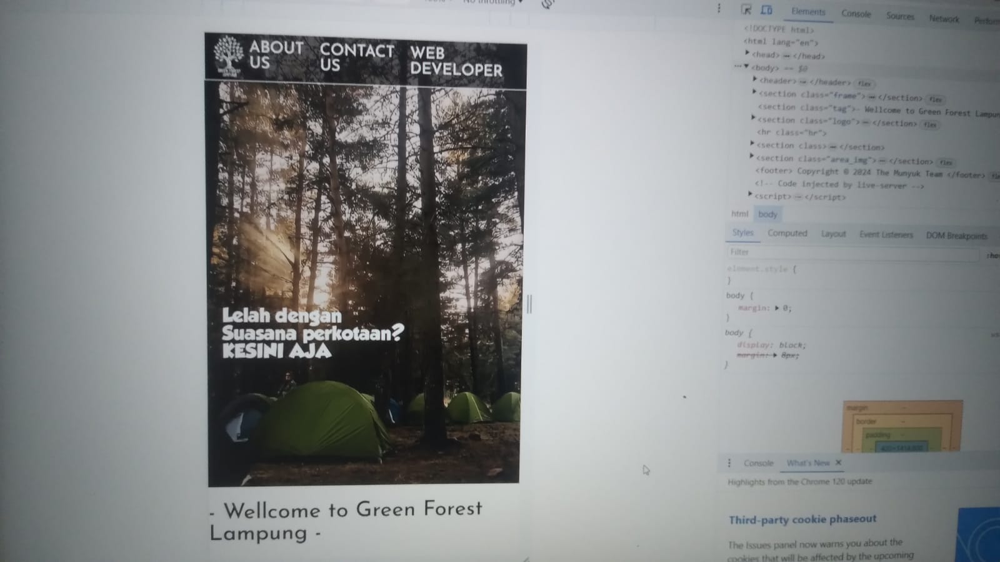 No throttling
ABOUT
US
CONTACT
US
WEB
DEVELOPER
Lelah dengan
Suasana perkotaan?
KESINI AJA
- Wellcome to Green Forest
Lampung -
Elements Console Sources Network
<!DOCTYPE html>
<html lang="en">
<head> … </head>
<body> == $0
<header> … </header> flex
<section class="frame"> … </section> flex
<section class="tag">- Wellcome to Green Forest Lampun
<section class="logo"> … </section> flex
<hr class="hr">
<section class> … </section>
<section class="area_img"> … </section> flex
<footer> Copyright © 2024 The Munyuk Team </footer>
<!-- Code injected by live-server -->
<script> … </script>
html body
Styles Computed Layout Event Listeners DOM Breakpoints
Filter :ho
element.style {
}
body {
margin: 0;
}
body {
display: block;
margin: 8px;
}
margin -
border -
padding -
Console What's New ✕
Highlights from the Chrome 120 update
Third-party cookie phaseout
The Issues panel now warns you about the
cookies that will be affected by the upcoming